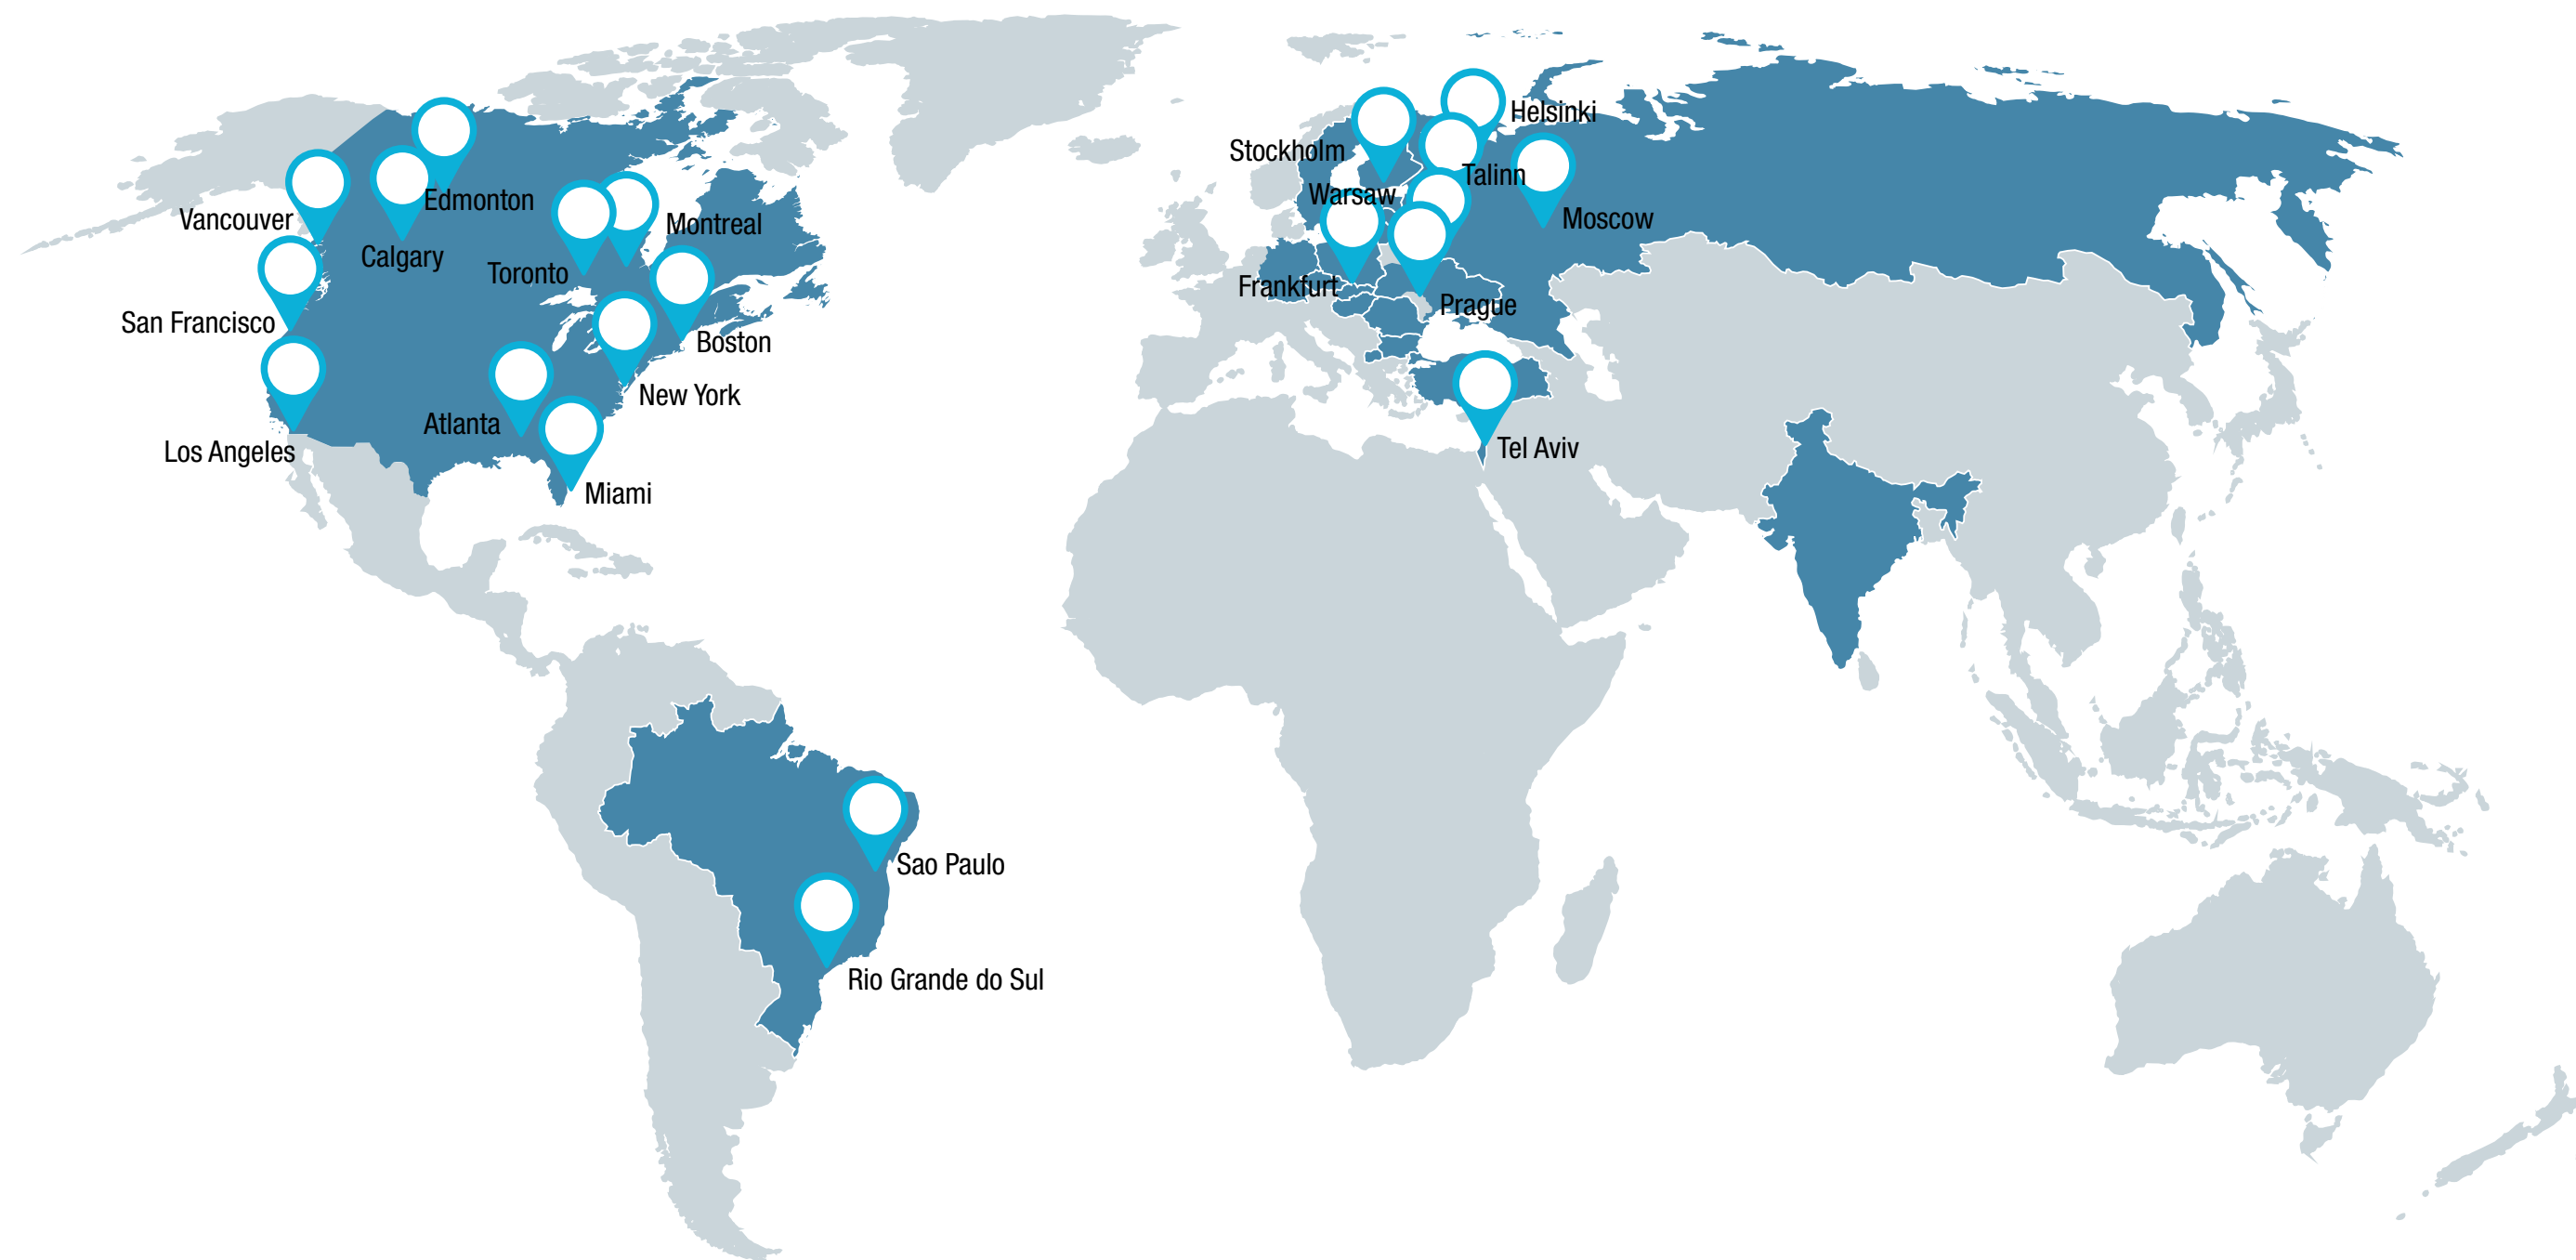 Helsinki
Stockholm
Talinn
Warsaw
Edmonton
Vancouver
Moscow
Montreal
Calgary
Toronto
Frankfurt
Prague
San Francisco
Boston
New York
Atlanta
Tel Aviv
Los Angeles
Miami
Sao Paulo
Rio Grande do Sul